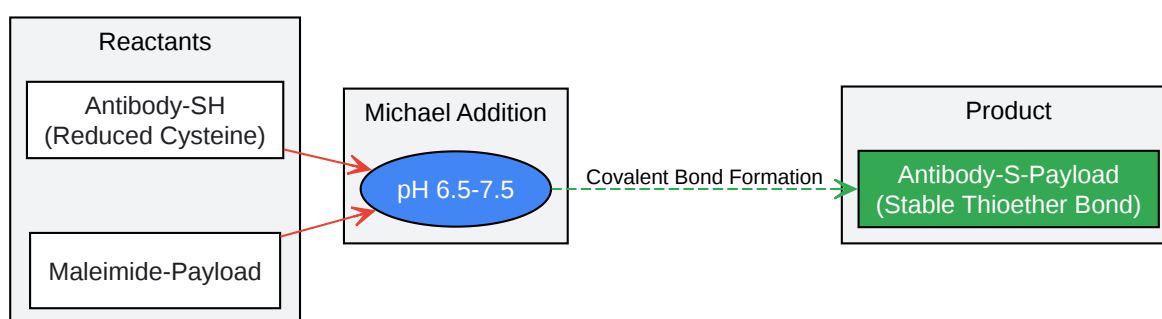 Reactants
Antibody-SH
(Reduced Cysteine)
Maleimide-Payload
Michael Addition
pH 6.5-7.5
Covalent Bond Formation
Product
Antibody-S-Payload
(Stable Thioether Bond)